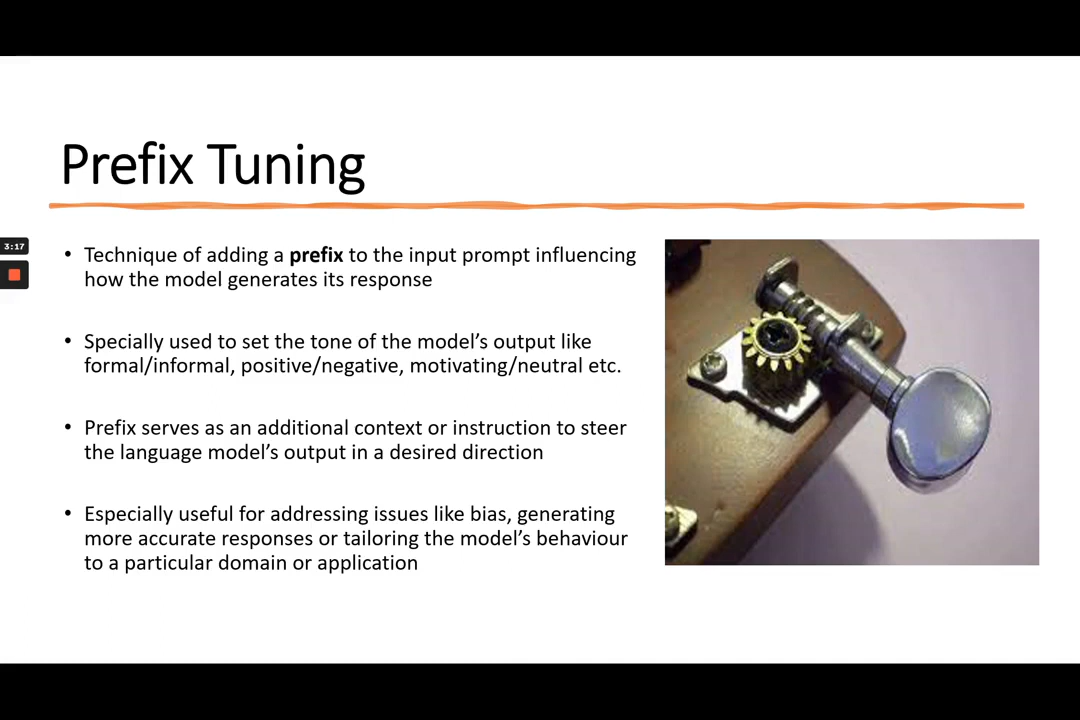 Prefix Tuning
3:17
• Technique of adding a prefix to the input prompt influencing
how the model generates its response
• Specially used to set the tone of the model's output like
formal/informal, positive/negative, motivating/neutral etc.
• Prefix serves as an additional context or instruction to steer
the language model's output in a desired direction
• Especially useful for addressing issues like bias, generating
more accurate responses or tailoring the model's behaviour
to a particular domain or application